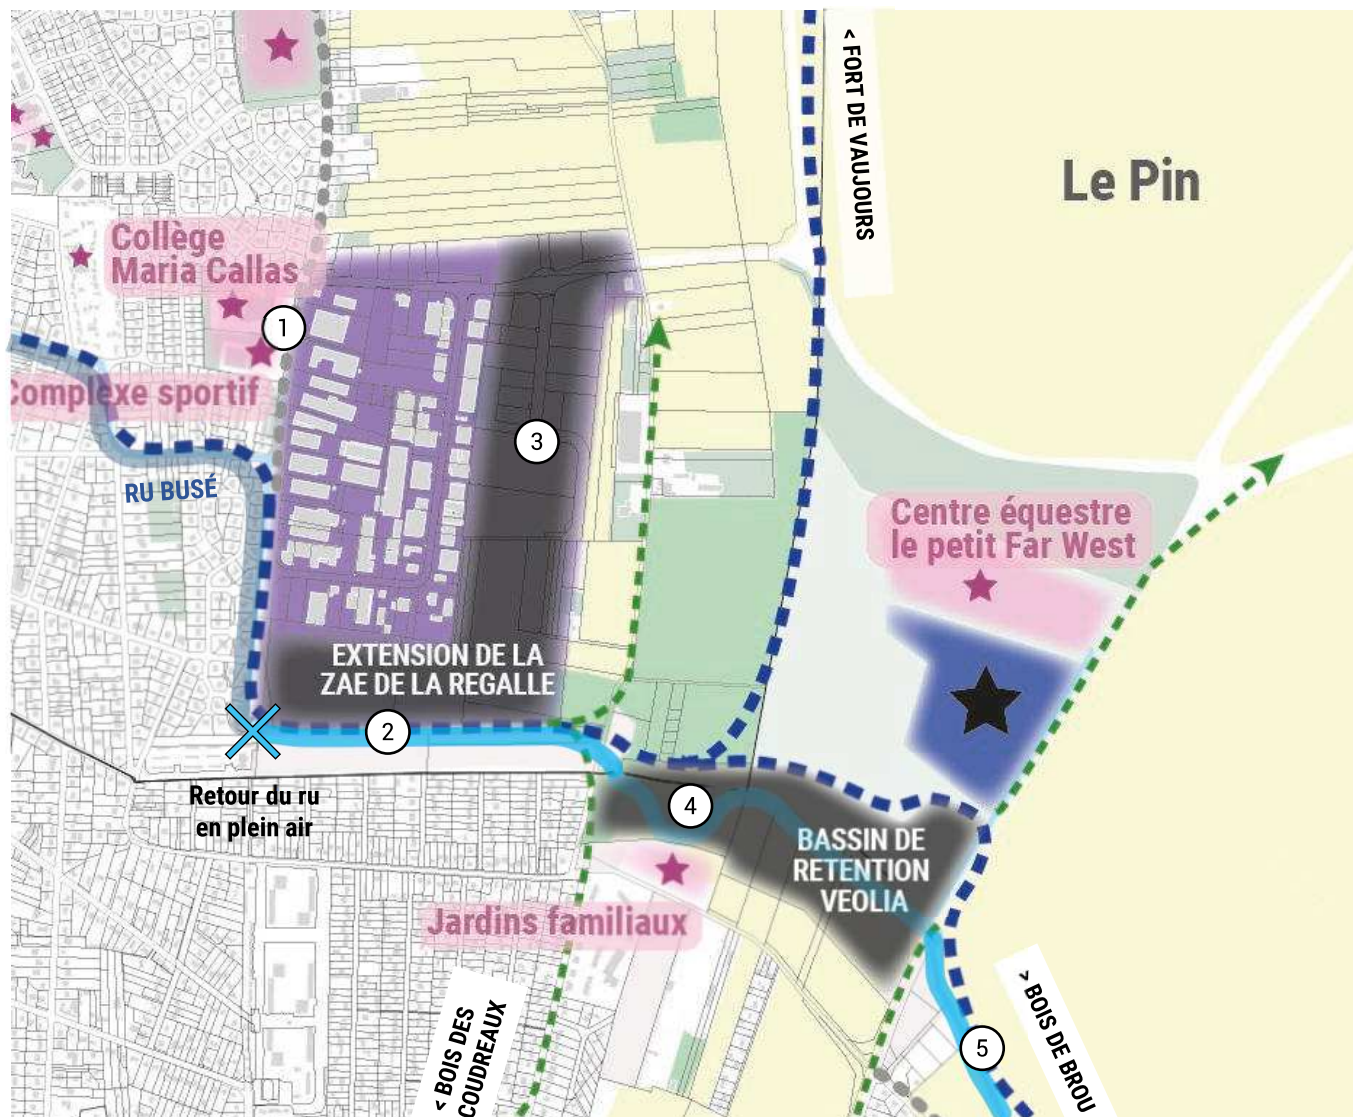 < FORT DE VAUJOURS
Le Pin
Collège
Maria Callas
1
Complexe sportif
3
RU BUSÉ
Centre équestre
le petit Far West
EXTENSION DE LA
ZAE DE LA REGALLE
2
Retour du ru
en plein air
4
BASSIN DE
RETENTION
VEOLIA
Jardins familiaux
< BOIS DES
COUDREAUX
> BOIS DE BROU
5